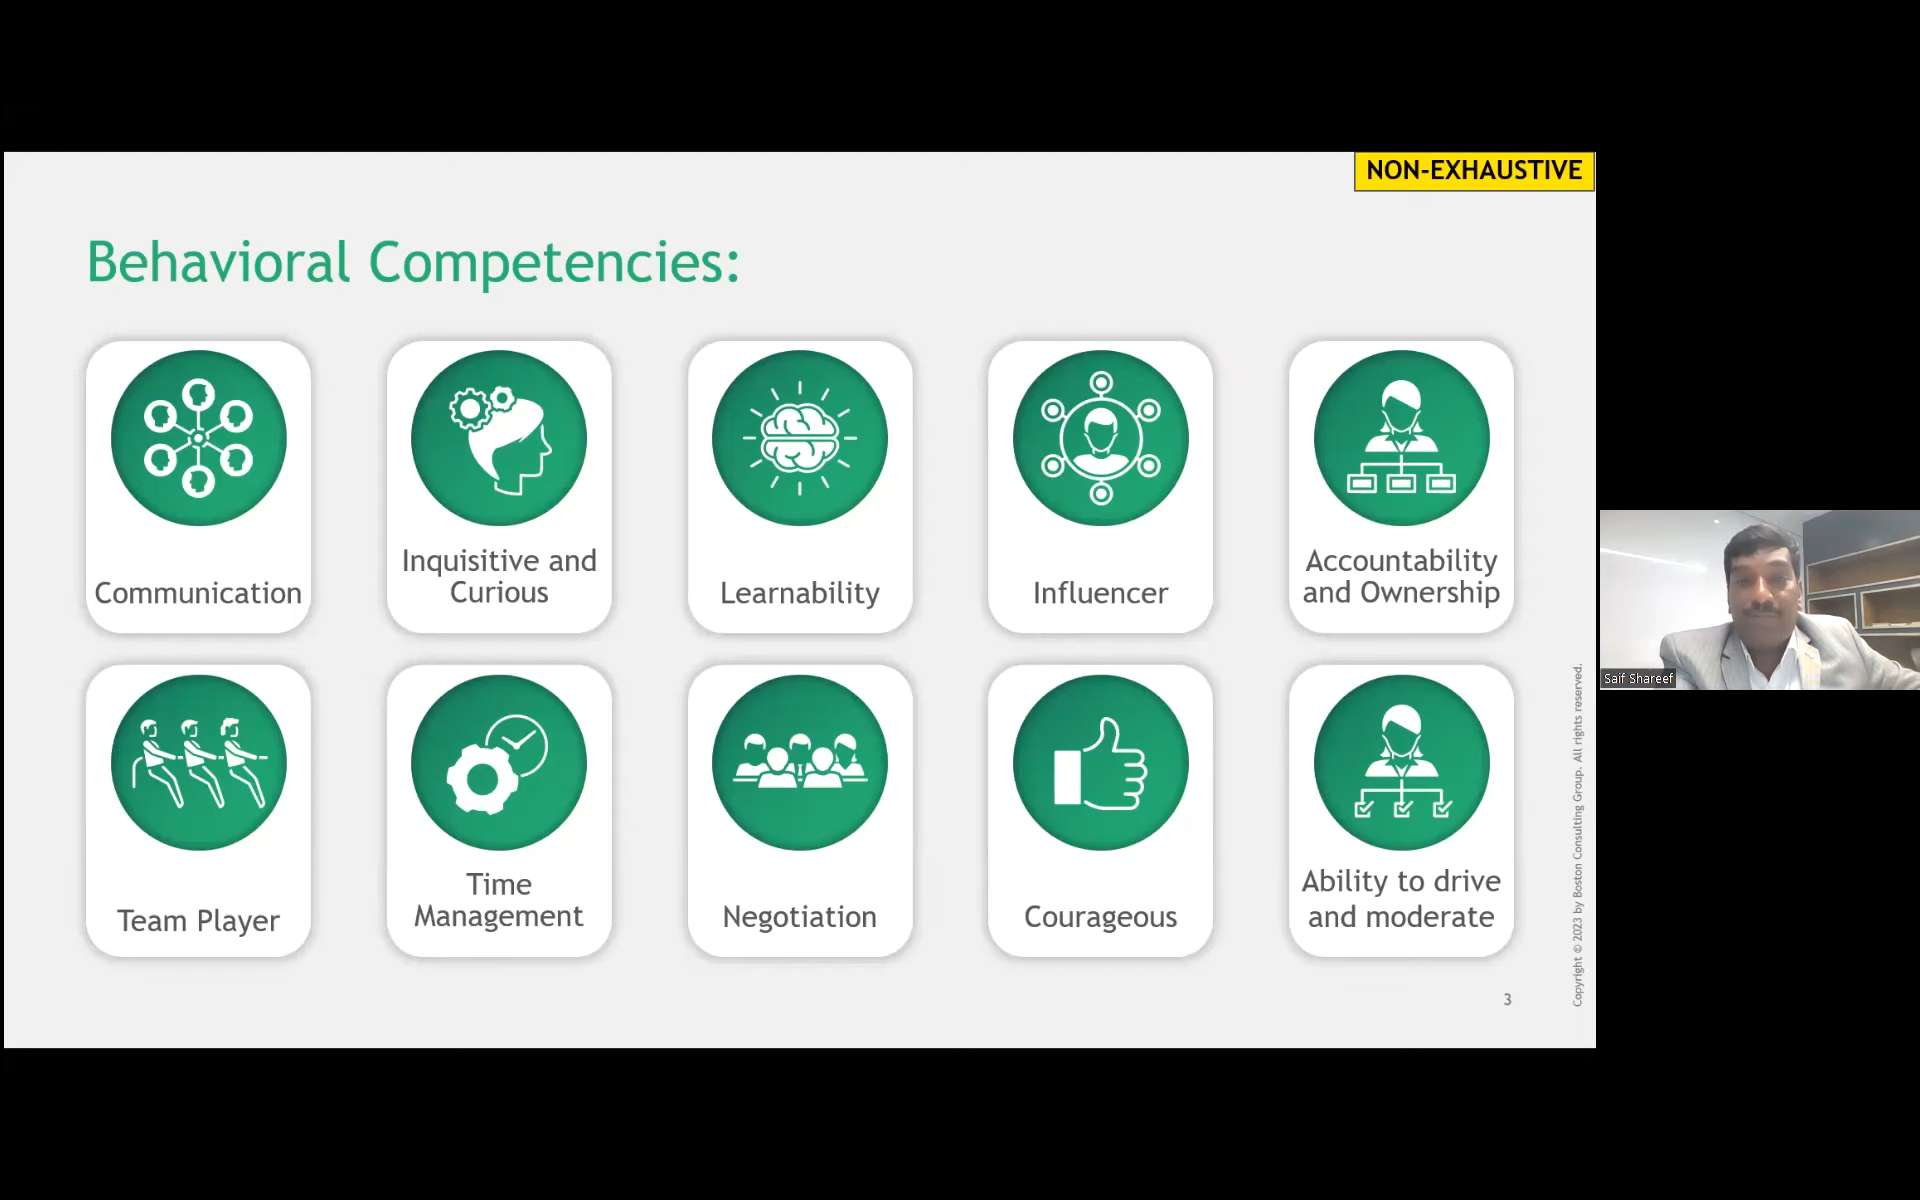 NON-EXHAUSTIVE
Behavioral Competencies:
Communication
Inquisitive and
Curious
Learnability
Influencer
Accountability
and Ownership
Team Player
Time
Management
Negotiation
Courageous
Ability to drive
and moderate
3
Copyright © 2023 by Boston Consulting Group. All rights reserved.
Saif Shareef